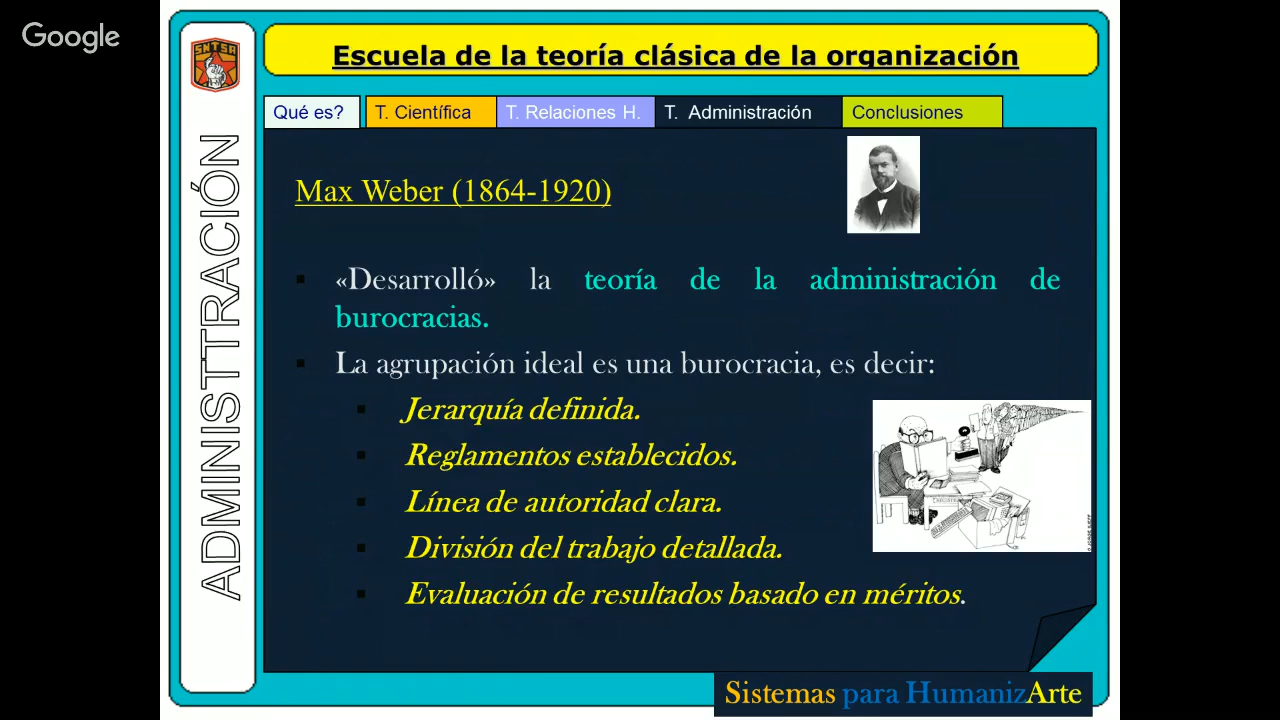 Google
SNTSA
Escuela de la teoría clásica de la organización
Qué es?
T. Científica
T. Relaciones H.
T. Administración
Conclusiones
ADMINISTTRACIÓN
Max Weber (1864-1920)
«Desarrolló» la teoría de la administración de
burocracias.
La agrupación ideal es una burocracia, es decir:
Jerarquía definida.
Reglamentos establecidos.
Línea de autoridad clara.
División del trabajo detallada.
Evaluación de resultados basado en méritos.
Sistemas para HumanizArte